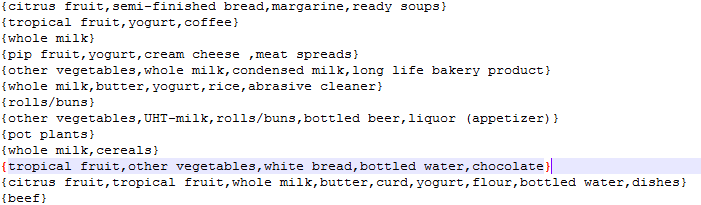 {citrus fruit,semi-finished bread,margarine,ready soups}
{tropical fruit,yogurt,coffee}
{whole milk}
{pip fruit,yogurt,cream cheese ,meat spreads}
{other vegetables,whole milk,condensed milk,long life bakery product}
{whole milk,butter,yogurt,rice,abrasive cleaner}
{rolls/buns}
{other vegetables,UHT-milk,rolls/buns,bottled beer,liquor (appetizer)}
{pot plants}
{whole milk,cereals}
{tropical fruit,other vegetables,white bread,bottled water,chocolate}
{citrus fruit,tropical fruit,whole milk,butter,curd,yogurt,flour,bottled water,dishes}
{beef}